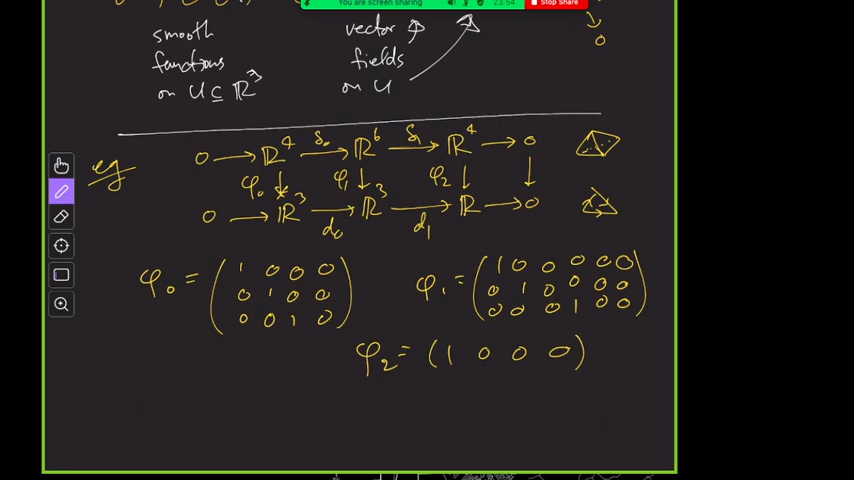 You are screen sharing 23:54 Stop Share
smooth functions on U ⊆ ℝ³
vector fields on U
0
eg
0 → ℝ⁴ δ₀→ ℝ⁶ δ₁→ ℝ⁴ → 0
φ₀ ↓ φ₁ ↓ φ₂ ↓ ↓
0 → ℝ³ d₀→ ℝ³ d₁→ ℝ → 0
φ₀ = ( 1 0 0 0
0 1 0 0
0 0 1 0 )
φ₁ = ( 1 0 0 0 0 0
0 1 0 0 0 0
0 0 0 1 0 0 )
φ₂ = ( 1 0 0 0 )